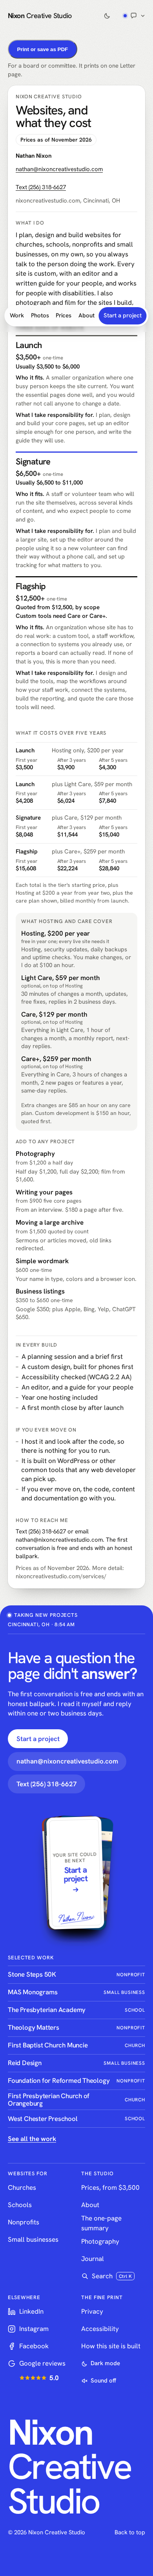 Nixon Creative Studio
Print or save as PDF
For a board or committee. It prints on one Letter
page.
NIXON CREATIVE STUDIO
Websites, and
what they cost
Prices as of November 2026
Nathan Nixon
nathan@nixoncreativestudio.com
Text (256) 318-6627
nixoncreativestudio.com, Cincinnati, OH
WHAT I DO
I plan, design and build websites for
churches, schools, nonprofits and small
businesses, on my own, so you always
talk to the person doing the work. Every
site is custom, with an editor and a
written guide for your people, and works
for people with disabilities. I also
photograph and film for the sites I build.
Work Photos Prices About Start a project
Launch
$3,500+ one-time
Usually $3,500 to $6,000
Who it fits. A smaller organization where one
busy person keeps the site current. You need
the essential pages done well, and you would
rather not call anyone to change a date.
What I take responsibility for. I plan, design
and build your core pages, set up an editor
simple enough for one person, and write the
guide they will use.
Signature
$6,500+ one-time
Usually $6,500 to $11,000
Who it fits. A staff or volunteer team who will
run the site themselves, across several kinds
of content, and who expect people to come
and go.
What I take responsibility for. I plan and build
a larger site, set up the editor around the
people using it so a new volunteer can find
their way, and connect two or three outside
systems, keeping the rest working by
matching them to you.
Flagship
$12,500+ one-time
Quoted from $12,500, by scope
Custom tools need Care or Care+.
Who it fits. An organization whose site has to
do real work: a custom tool, a staff workflow,
a connection to systems you already run, or
several audiences who each need their own
way in. If you do not have a reason for one of
that is you, this is more than you need.
What I take responsibility for. I design and
build the tools, map the way it moves around
how your staff work, connect the systems,
build the reporting, and show what care those
tools will need.
WHAT IT COSTS OVER FIVE YEARS
Launch Hosting only, $200 per year
First year After 3 years After 5 years
$3,500 $3,900 $4,300
Launch plus Light Care, $59 per month
First year After 3 years After 5 years
$4,208 $6,024 $7,840
Signature plus Care, $129 per month
First year After 3 years After 5 years
$8,048 $11,544 $15,040
Flagship plus Care+, $259 per month
First year After 3 years After 5 years
$15,608 $22,224 $28,840
Each total is the tier's starting price, plus
Hosting at $200 a year from year two, plus the
care plan shown, billed monthly from launch.
WHAT HOSTING AND CARE COVER
Hosting, $200 per year
free in year one; every live site needs it
Hosting, security updates, daily backups
and uptime checks. You make changes, or
I do at $100 an hour.
Light Care, $59 per month
optional, on top of Hosting
30 minutes of changes a month, updates,
free fixes, replies in 2 business days.
Care, $129 per month
optional, on top of Hosting
Everything in Light Care, 1 hour of
changes a month, a monthly report, next-
day replies.
Care+, $259 per month
optional, on top of Hosting
Everything in Care, 3 hours of changes a
month, 2 new pages or features a year,
same-day replies.
Extra changes are $85 an hour on any care
plan. Custom development is $150 an hour,
quoted first.
ADD TO ANY PROJECT
Photography
from $1,200 a half day
Half day $1,200, full day $2,200; film from
$1,600.
Writing your pages
from $900 five core pages
From an interview. $180 a page after five.
Moving a large archive
from $1,500 quoted by count
Sermons or articles moved, old links
redirected.
Simple wordmark
$600 one-time
Your name in type, colors and a browser icon.
Business listings
$350 to $650 one-time
Google $350; plus Apple, Bing, Yelp, ChatGPT
$650.
IN EVERY BUILD
- A planning session and a brief first
- A custom design, built for phones first
- Accessibility checked (WCAG 2.2 AA)
- An editor, and a guide for your people
- Year one hosting included
- A first month close by after launch
IF YOU EVER MOVE ON
- I host it and look after the code, so
there is nothing for you to run.
- It is built on WordPress or other
common tools that any web developer
can pick up.
- If you ever move on, the code, content
and documentation go with you.
HOW TO REACH ME
Text (256) 318-6627 or email
nathan@nixoncreativestudio.com. The first
conversation is free and ends with an honest
ballpark.
Prices as of November 2026. More detail:
nixoncreativestudio.com/services/
TAKING NEW PROJECTS
CINCINNATI, OH · 8:54 AM
Have a question the
page didn't answer?
The first conversation is free and ends with an
honest ballpark. I read it myself and reply
within one or two business days.
Start a project
nathan@nixoncreativestudio.com
Text (256) 318-6627
YOUR SITE COULD
BE NEXT
Start a
project
Nathan Nixon
SELECTED WORK
Stone Steps 50K NONPROFIT
MAS Monograms SMALL BUSINESS
The Presbyterian Academy SCHOOL
Theology Matters NONPROFIT
First Baptist Church Muncie CHURCH
Reid Design SMALL BUSINESS
Foundation for Reformed Theology NONPROFIT
First Presbyterian Church of
Orangeburg CHURCH
West Chester Preschool SCHOOL
See all the work
WEBSITES FOR
Churches
Schools
Nonprofits
Small businesses
THE STUDIO
Prices, from $3,500
About
The one-page
summary
Photography
Journal
Search Ctrl K
ELSEWHERE
LinkedIn
Instagram
Facebook
Google reviews
★★★★★ 5.0
THE FINE PRINT
Privacy
Accessibility
How this site is built
Dark mode
Sound off
Nixon
Creative
Studio
© 2026 Nixon Creative Studio Back to top